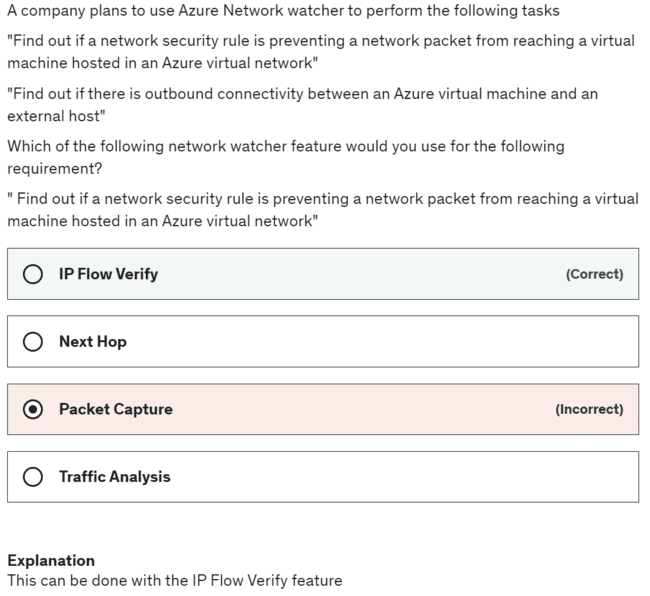 A company plans to use Azure Network watcher to perform the following tasks
"Find out if a network security rule is preventing a network packet from reaching a virtual
machine hosted in an Azure virtual network"
"Find out if there is outbound connectivity between an Azure virtual machine and an
external host"
Which of the following network watcher feature would you use for the following
requirement?
" Find out if a network security rule is preventing a network packet from reaching a virtual
machine hosted in an Azure virtual network"
IP Flow Verify (Correct)
Next Hop
Packet Capture (Incorrect)
Traffic Analysis
Explanation
This can be done with the IP Flow Verify feature